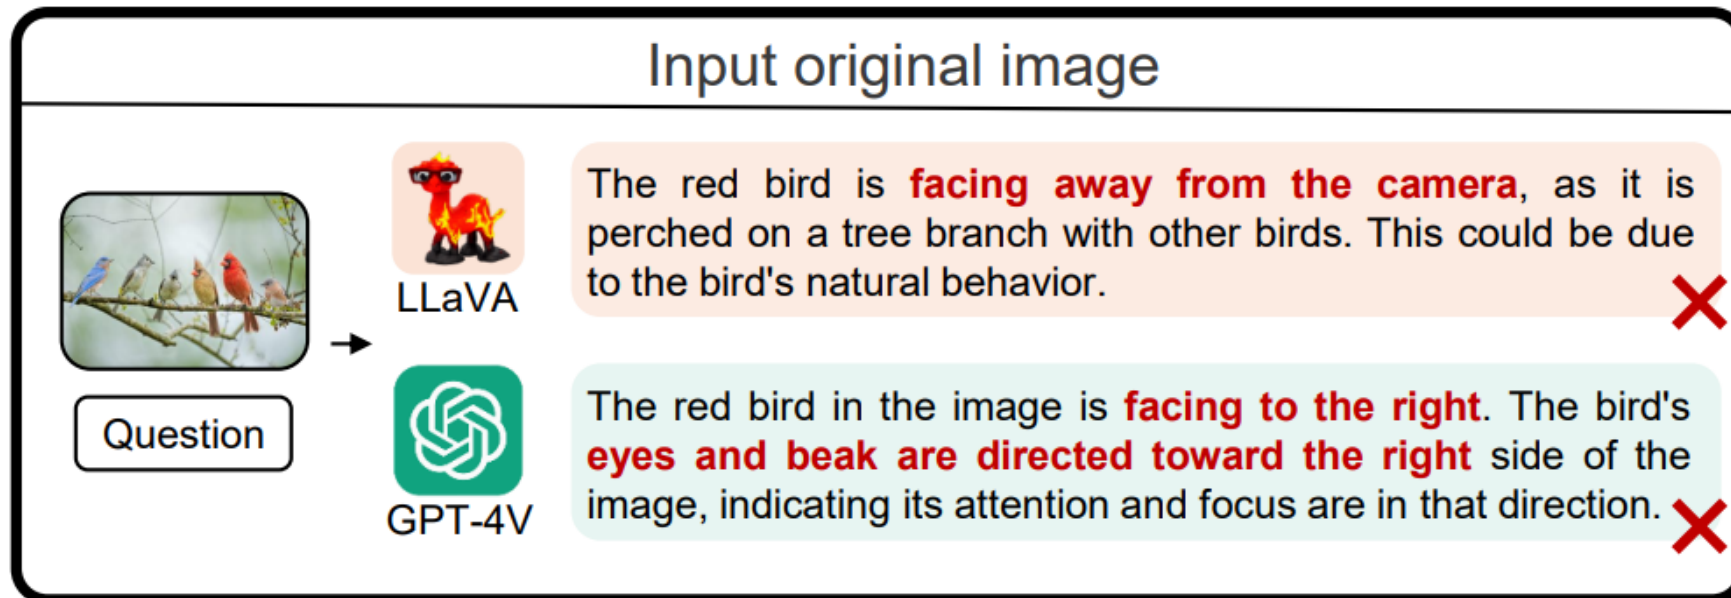 Input original image
The red bird is facing away from the camera, as it is
perched on a tree branch with other birds. This could be due
to the bird's natural behavior.
LLaVA
Question
The red bird in the image is facing to the right. The bird's
eyes and beak are directed toward the right side of the
image, indicating its attention and focus are in that direction.
GPT-4V